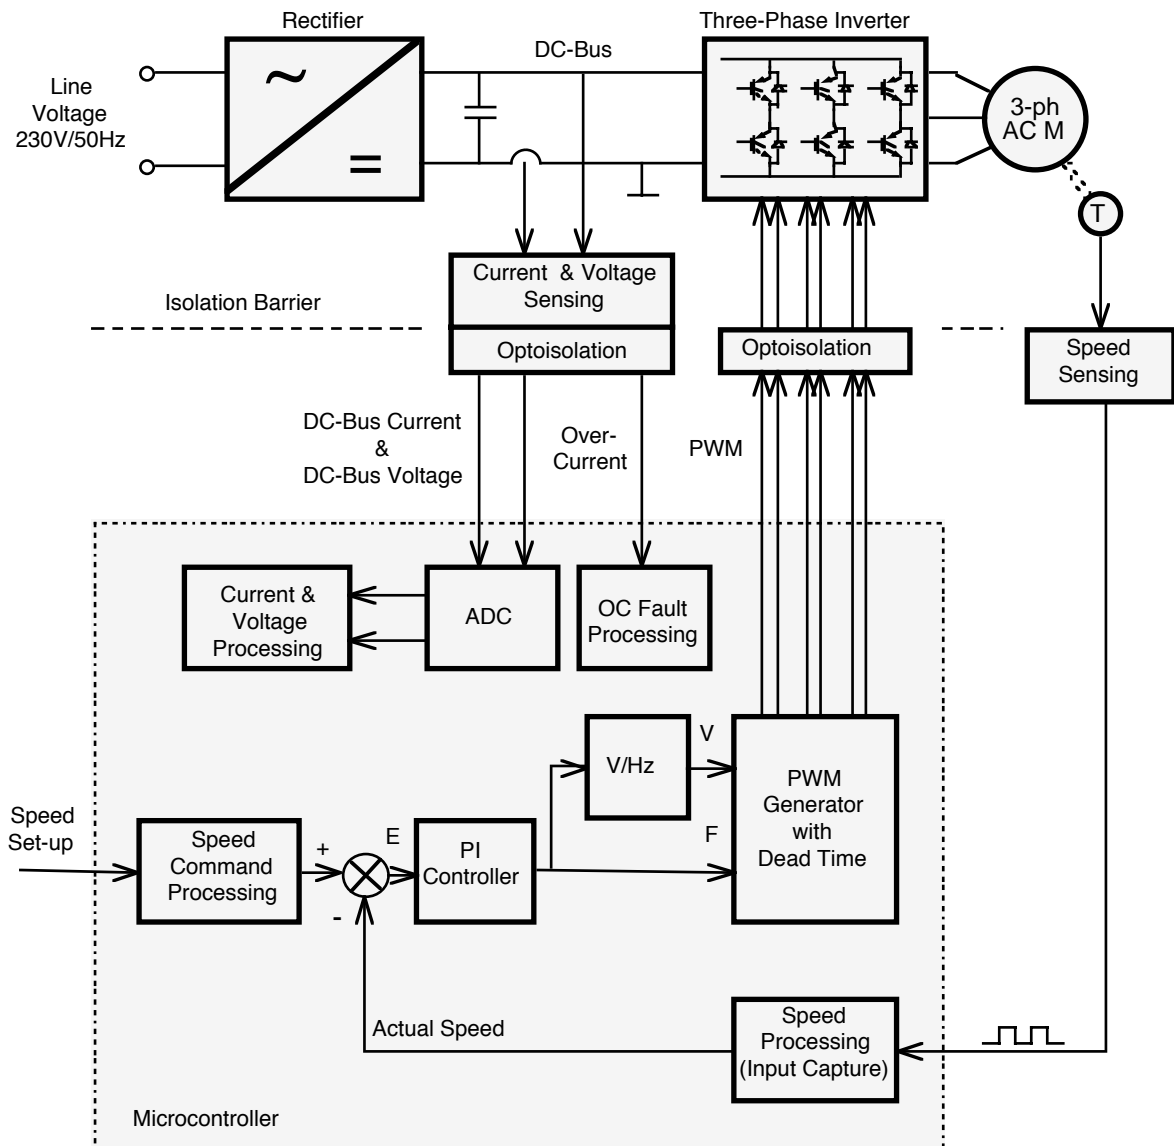 Rectifier
Three-Phase Inverter
DC-Bus
Line
Voltage
230V/50Hz
~
=
3-ph
AC M
T
Current & Voltage
Sensing
Isolation Barrier
Optoisolation
Optoisolation
Speed
Sensing
DC-Bus Current
&
DC-Bus Voltage
Over-
Current
PWM
Current &
Voltage
Processing
ADC
OC Fault
Processing
V/Hz
V
PWM
Generator
with
Dead Time
F
Speed
Set-up
Speed
Command
Processing
+
-
E
PI
Controller
Actual Speed
Speed
Processing
(Input Capture)
Microcontroller